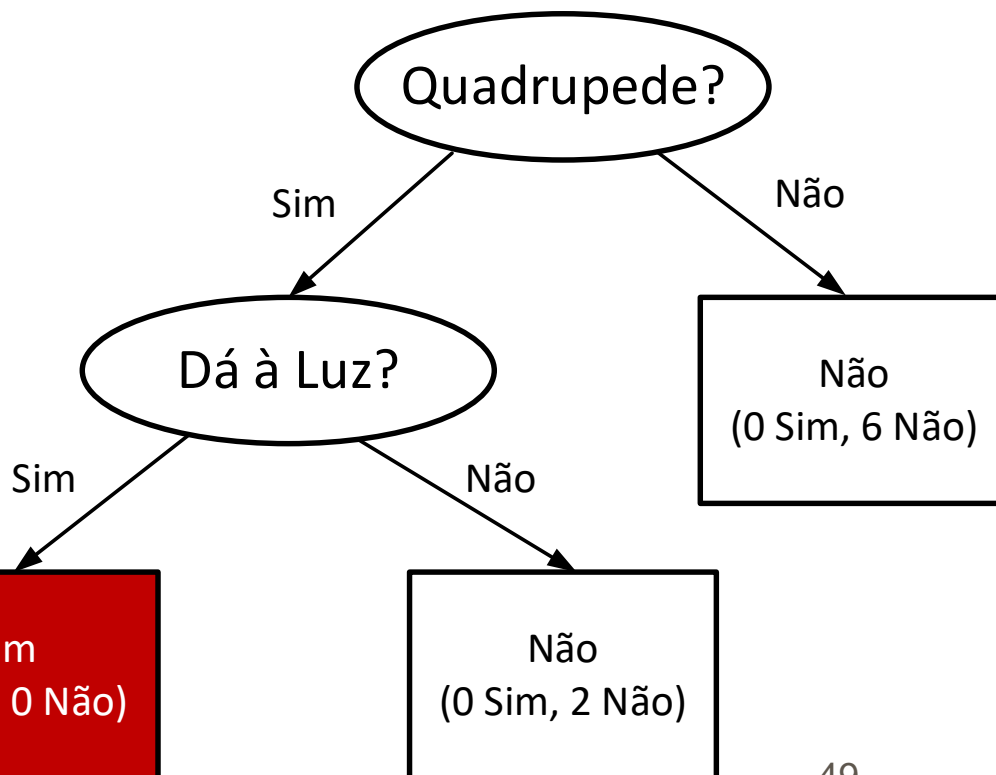 Quadrupede?
Sim
Não
Dá à Luz?
Não
(0 Sim, 6 Não)
Sim
Não
m
0 Não)
Não
(0 Sim, 2 Não)